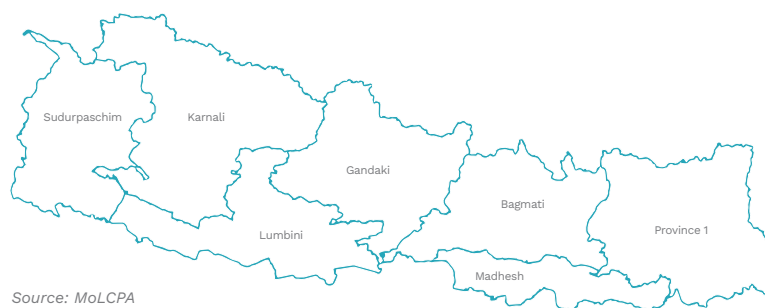 Sudurpaschim
Karnali
Gandaki
Bagmati
Province 1
Lumbini
Madhesh
Source: MoLCPA